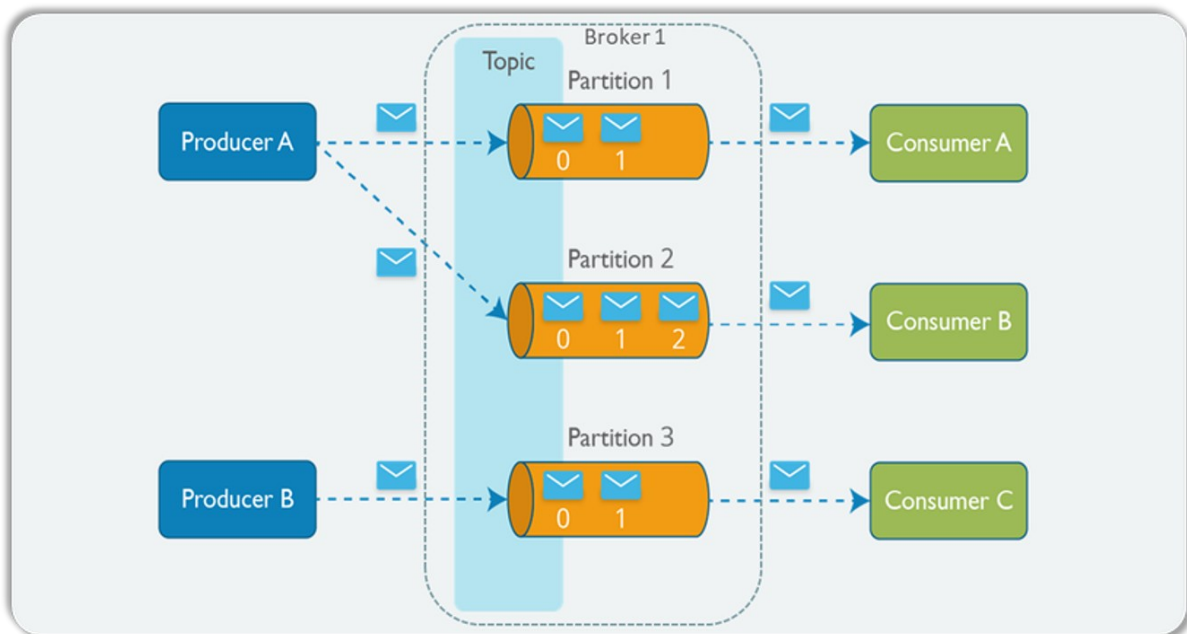 Broker 1
Topic
Partition 1
Producer A
0 1
Consumer A
Partition 2
0 1 2
Consumer B
Partition 3
Producer B
0 1
Consumer C